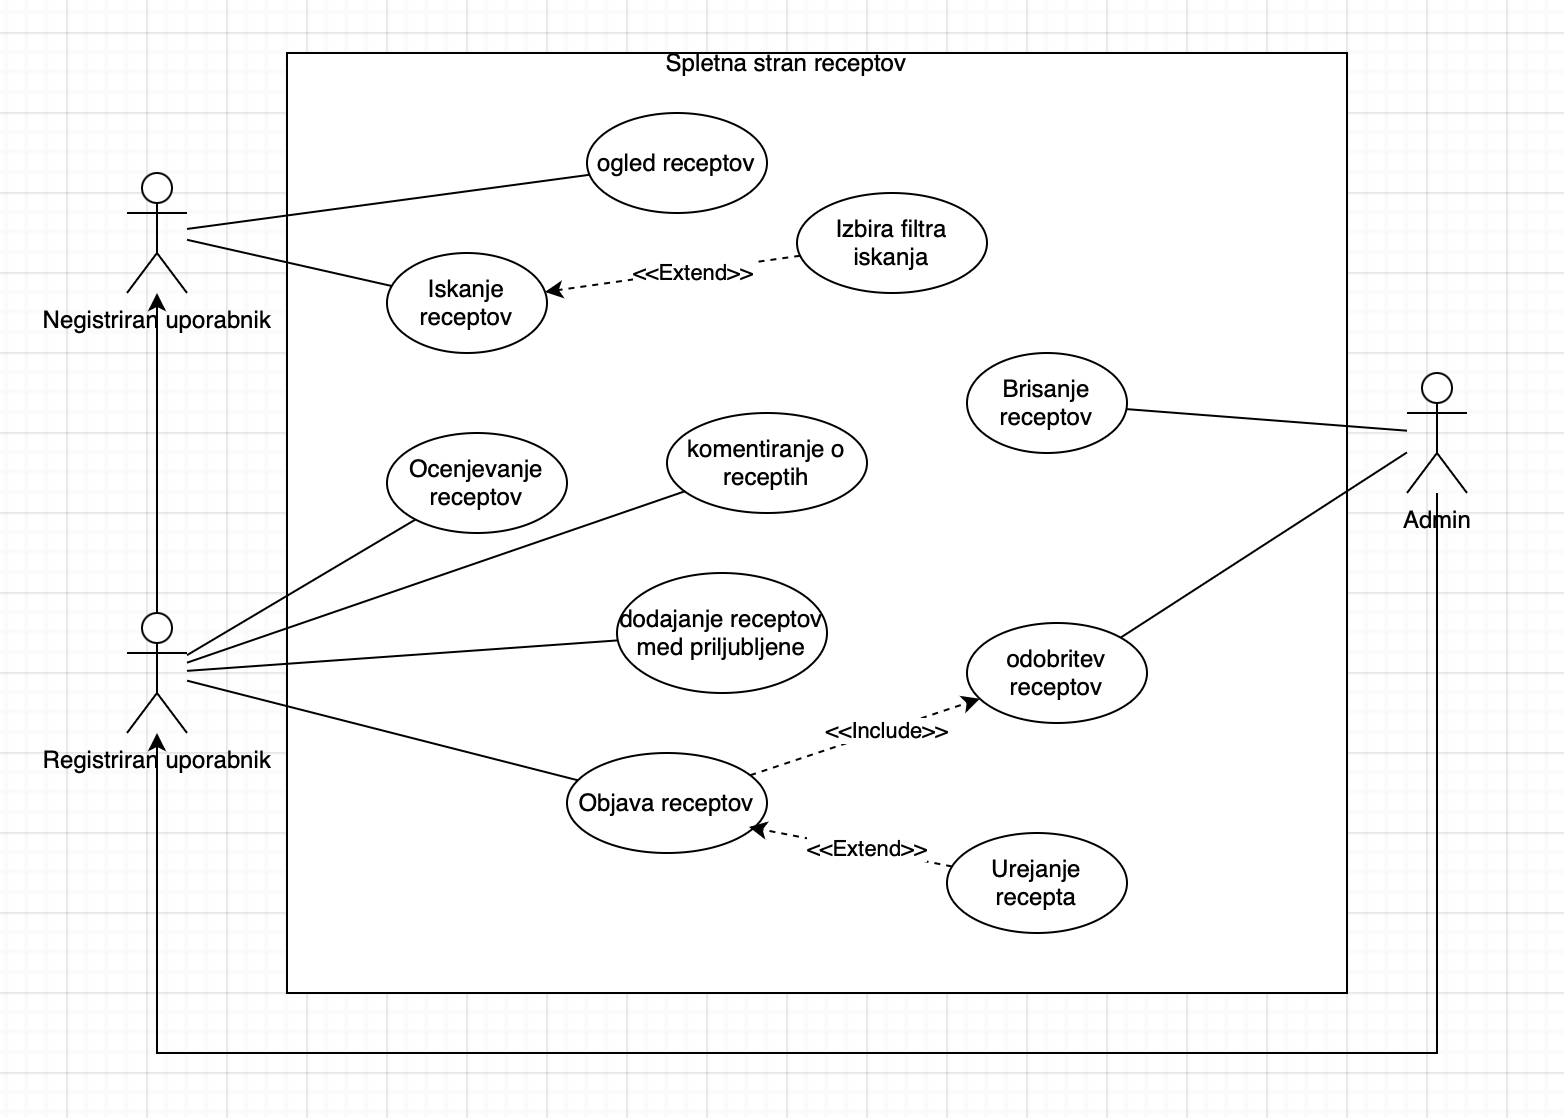 Spletna stran receptov
ogled receptov
Izbira filtra
iskanja
<<Extend>>
Iskanje
receptov
Negistriran uporabnik
Brisanje
receptov
komentiranje o
receptih
Ocenjevanje
receptov
Admin
dodajanje receptov
med priljubljene
odobritev
receptov
<<Include>>
Registriran uporabnik
Objava receptov
<<Extend>>
Urejanje
recepta